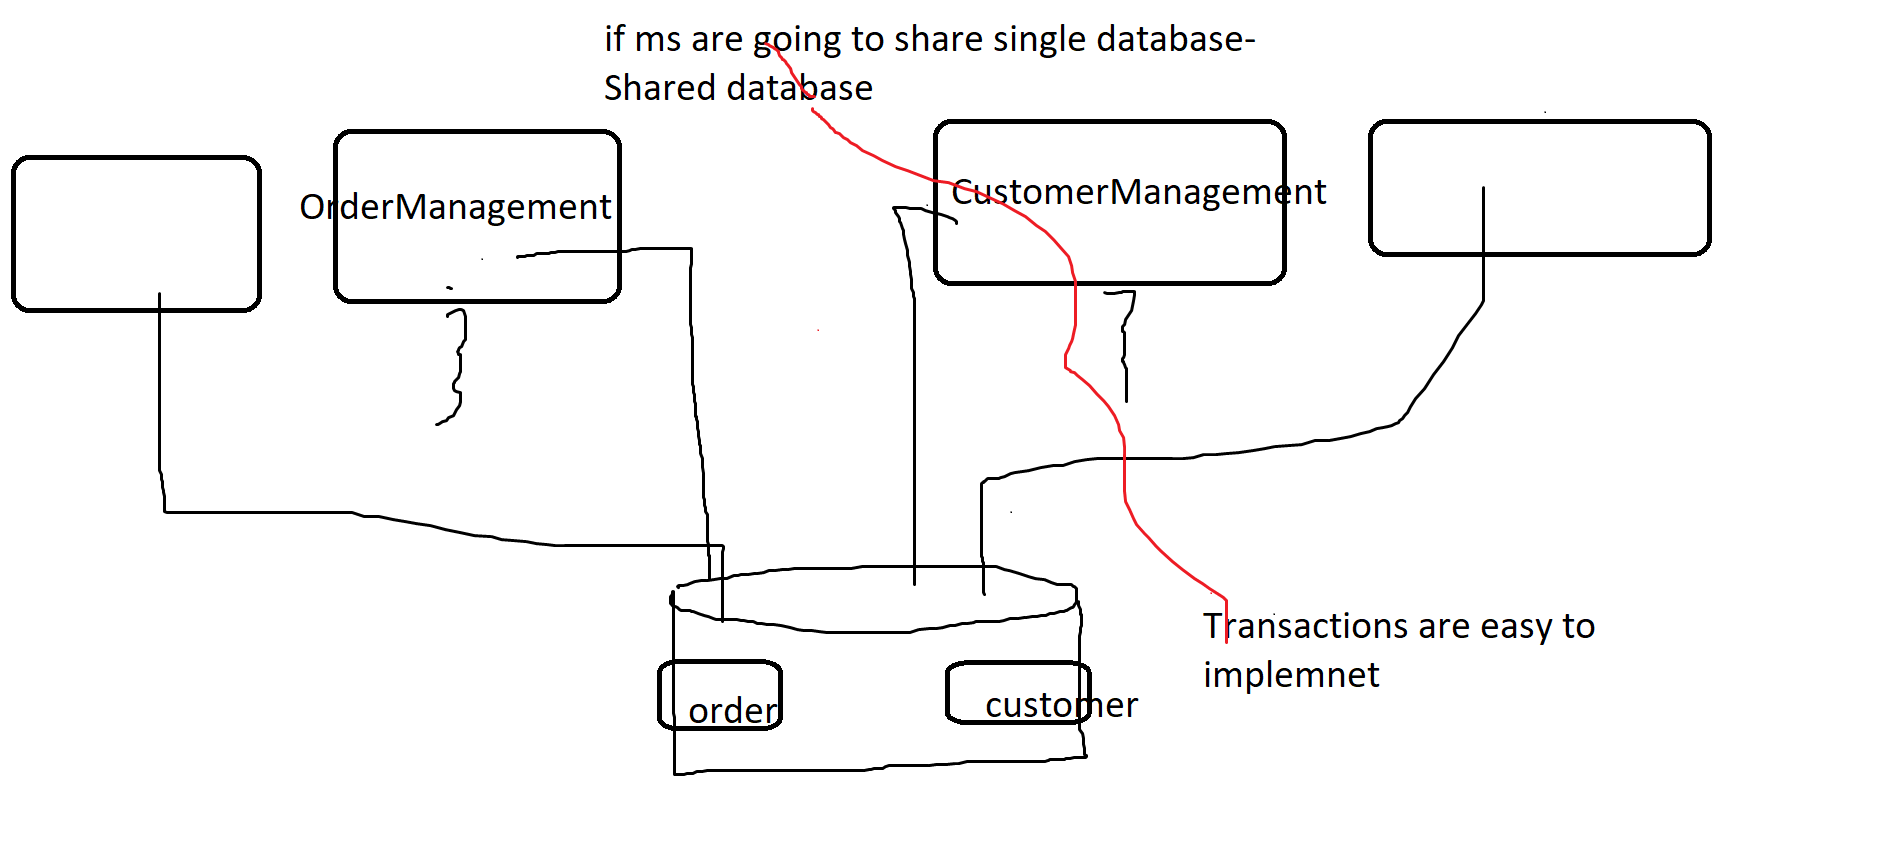 if ms are going to share single database-
Shared database
OrderManagement
CustomerManagement
Transactions are easy to
implemnet
order
customer